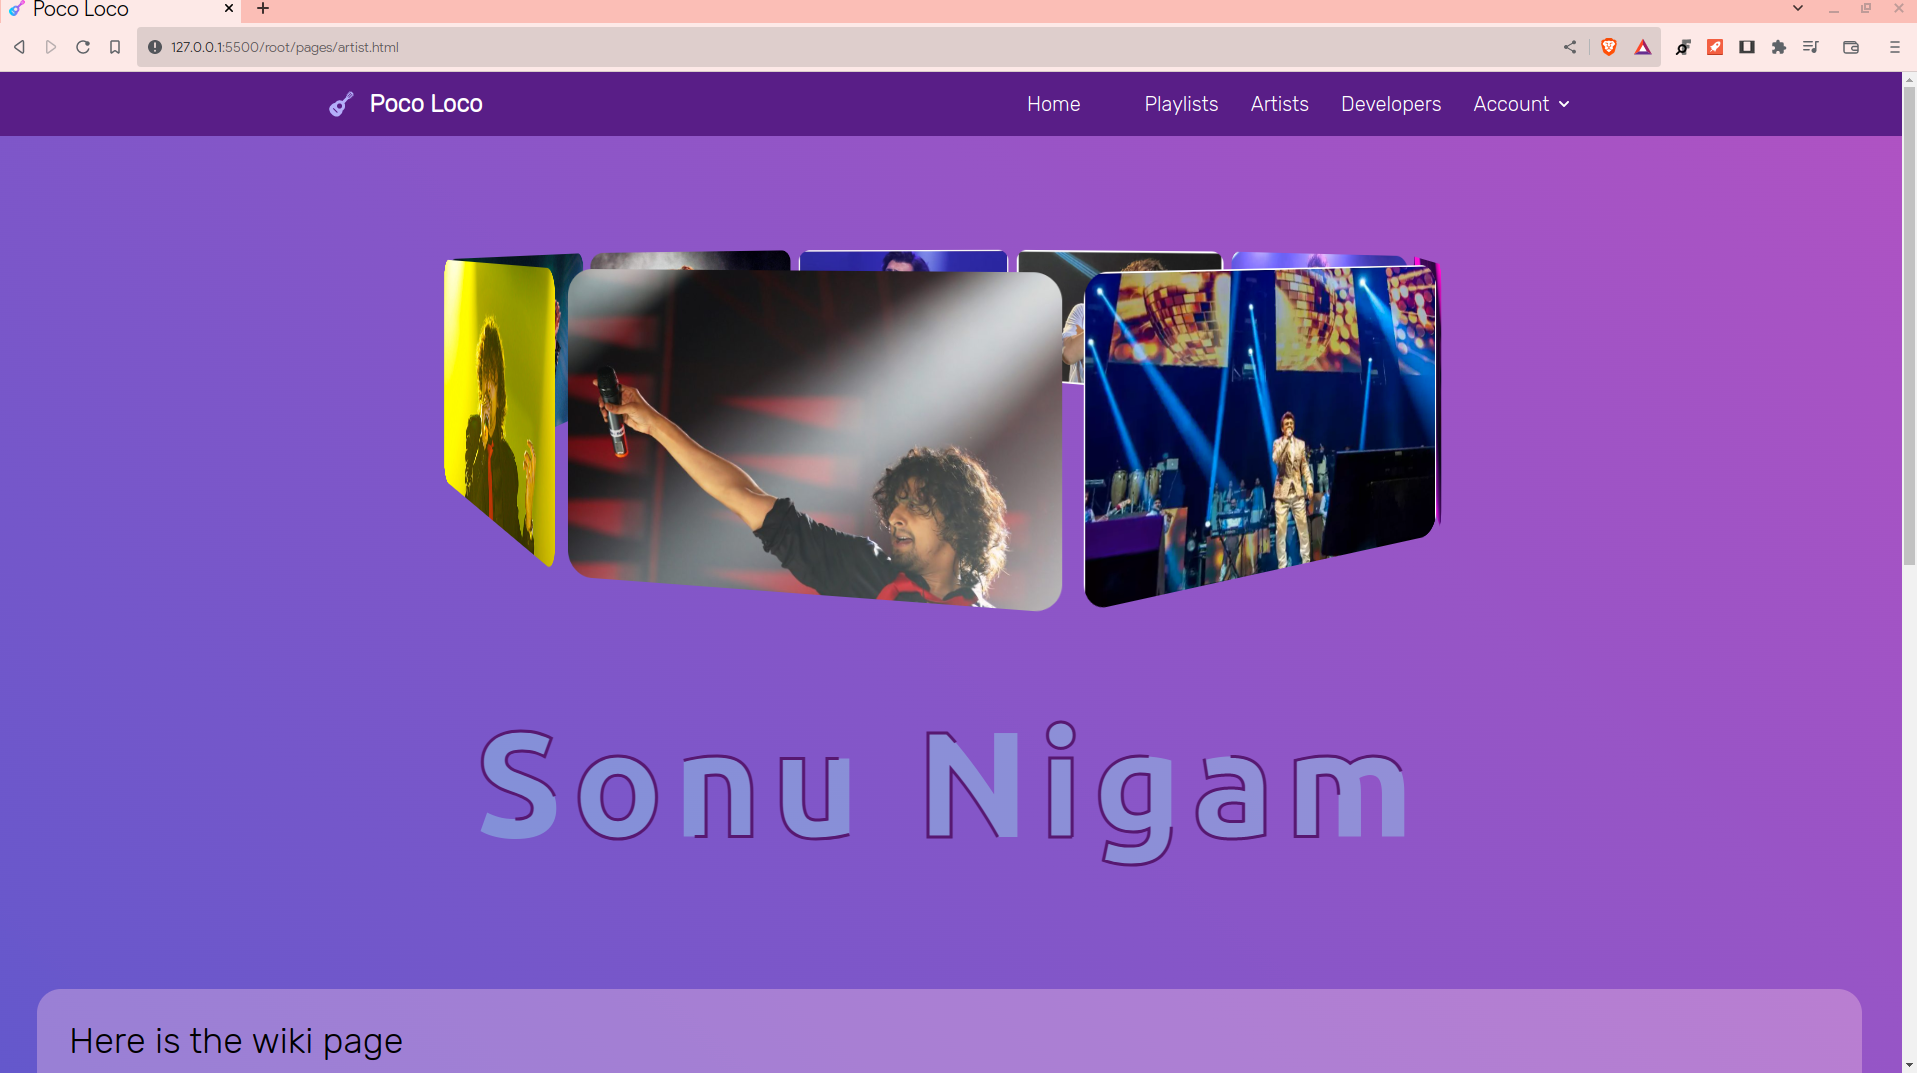 Poco Loco
127.0.0.1:5500/root/pages/artist.html
Poco Loco
Home Playlists Artists Developers Account
Sonu Nigam
Here is the wiki page